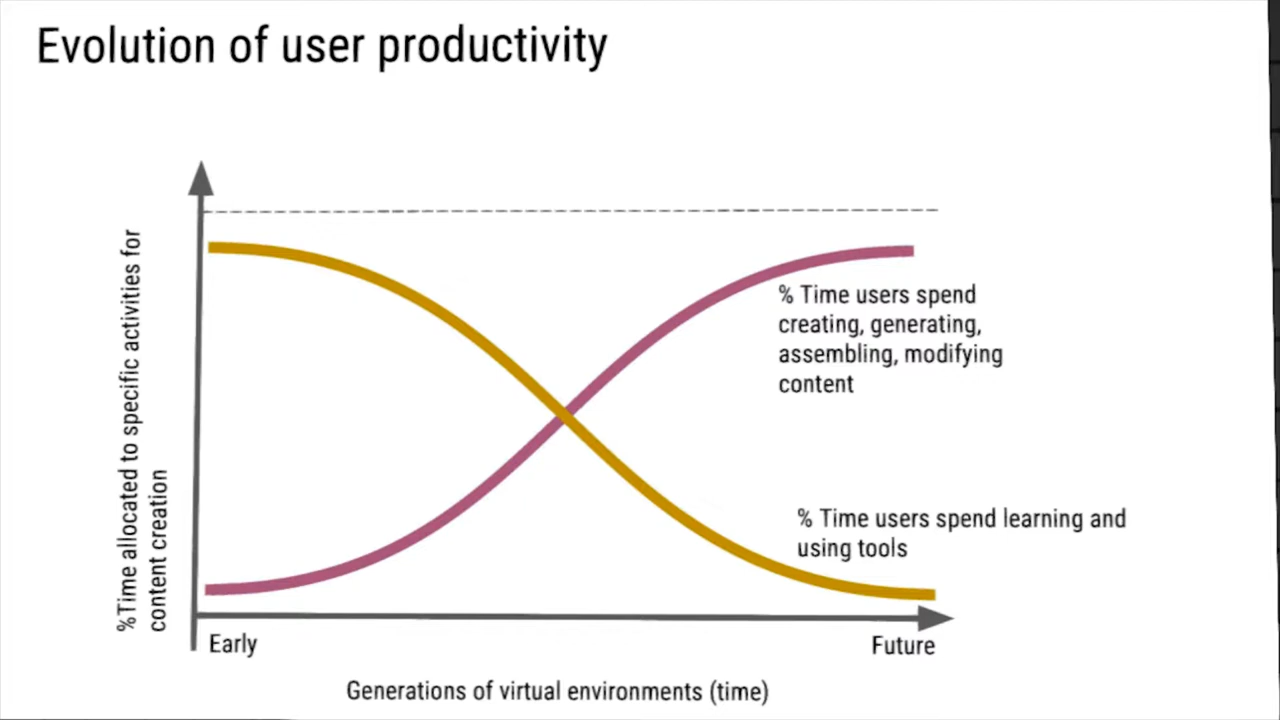 Evolution of user productivity
%Time allocated to specific activities for
content creation
% Time users spend
creating, generating,
assembling, modifying
content
% Time users spend learning and
using tools
Early
Future
Generations of virtual environments (time)